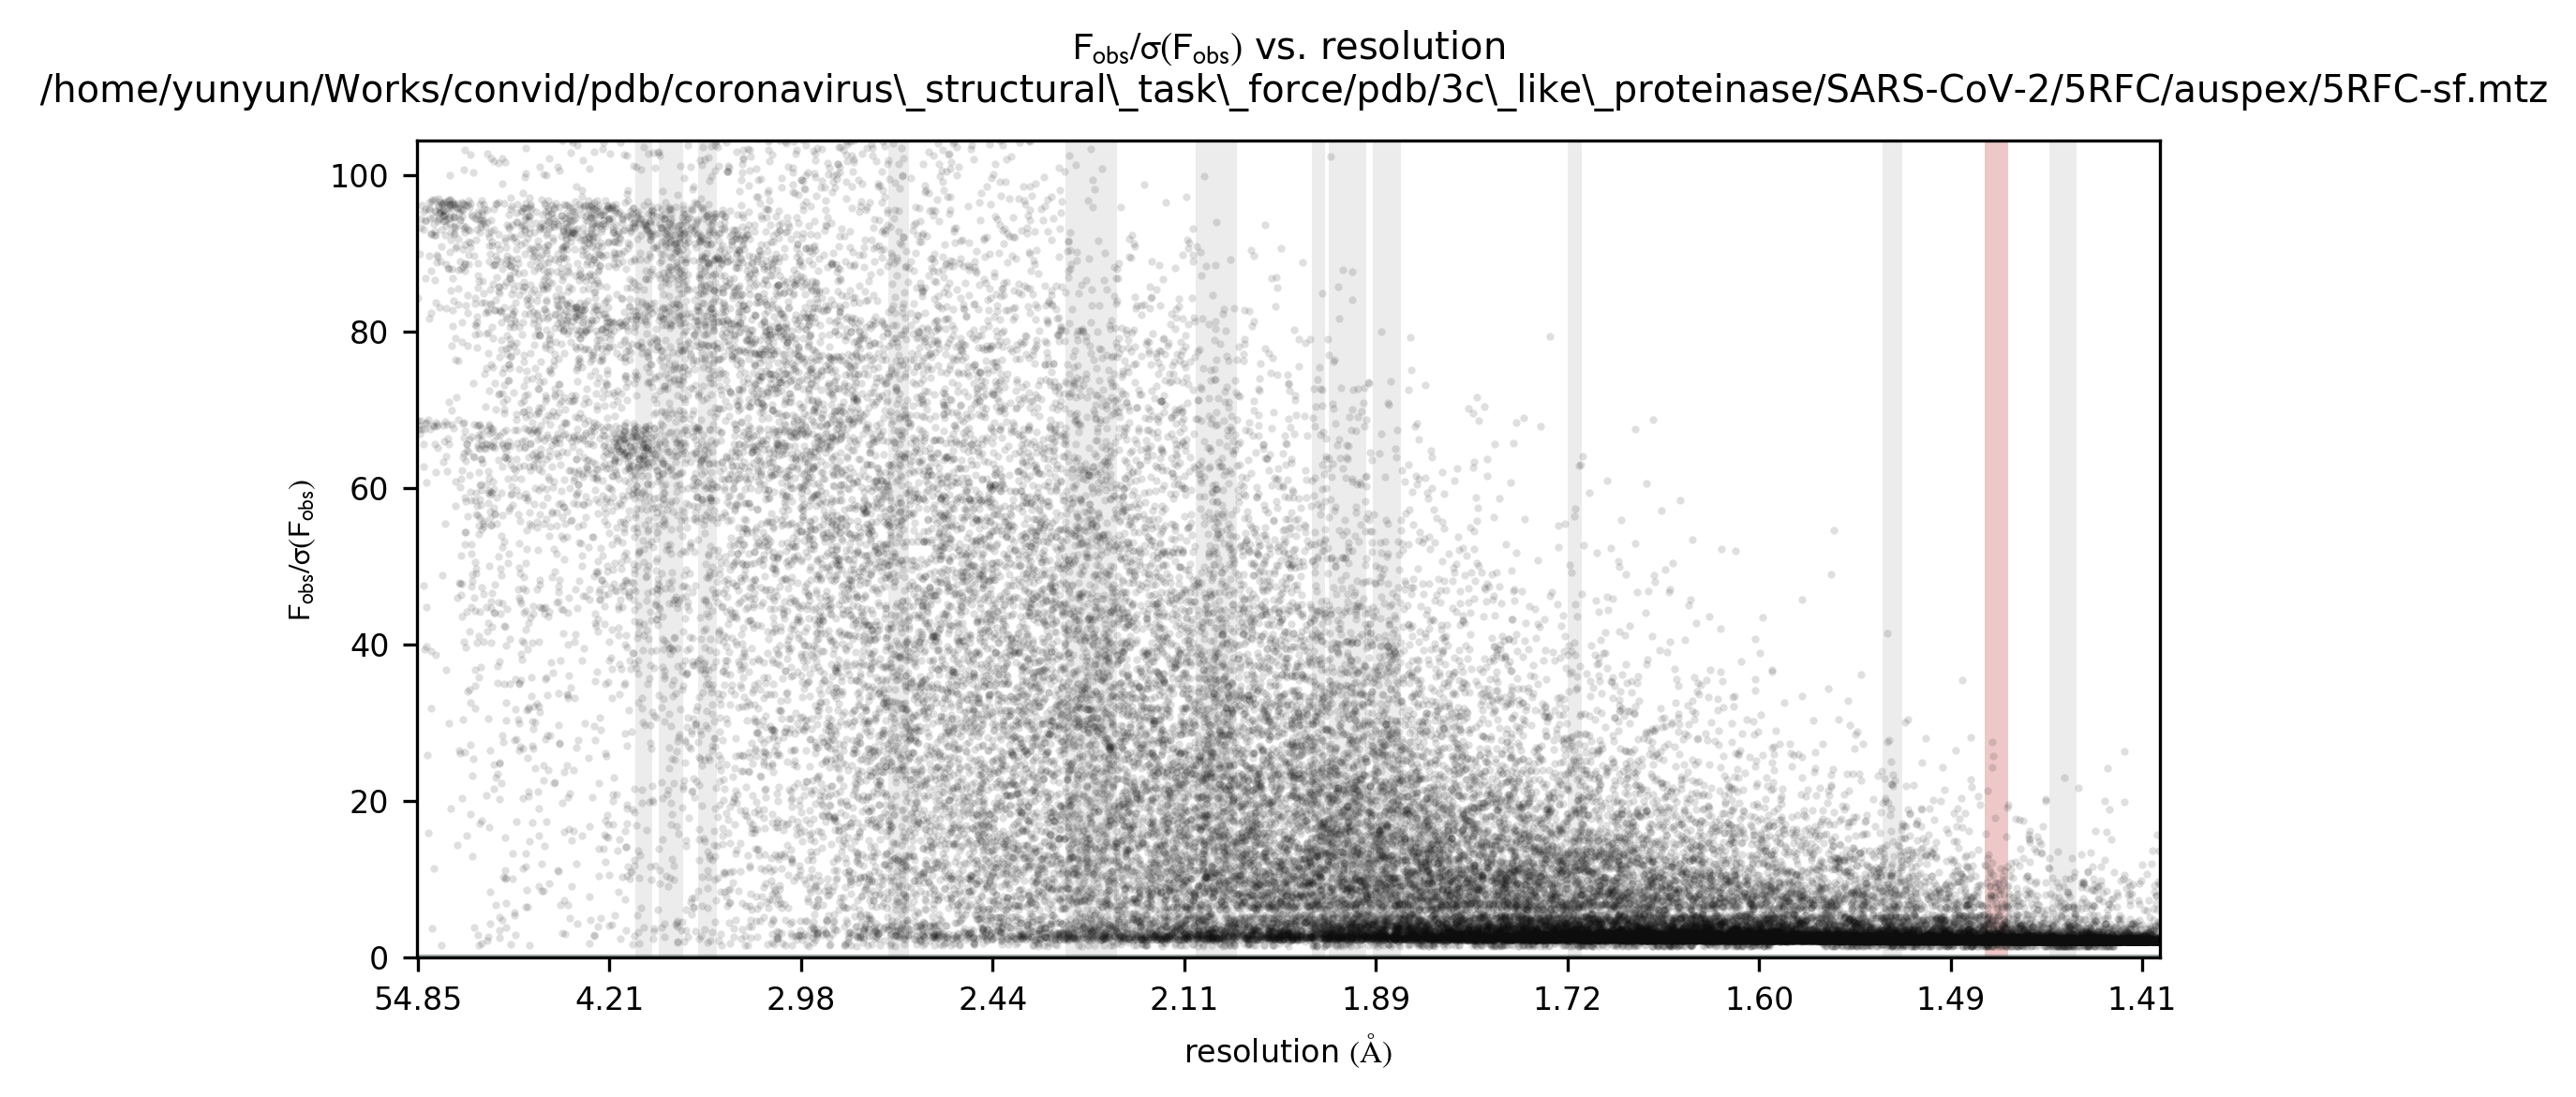 Fobs/σ(Fobs) vs. resolution
/home/yunyun/Works/convid/pdb/coronavirus\_structural\_task\_force/pdb/3c\_like\_proteinase/SARS-CoV-2/5RFC/auspex/5RFC-sf.mtz
Fobs/σ(Fobs)
100
80
60
40
20
0
54.85 4.21 2.98 2.44 2.11 1.89 1.72 1.60 1.49 1.41
resolution (Å)